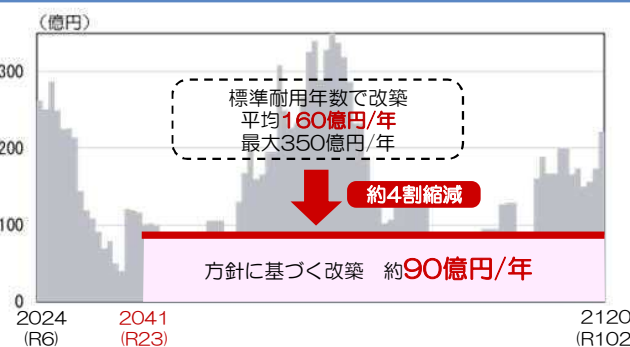 （億円）
300
標準耐用年数で改築
平均160億円/年
最大350億円/年
200
約4割縮減
100
方針に基づく改築　約90億円/年
0
2024
(R6)
2041
(R23)
2120
(R102)